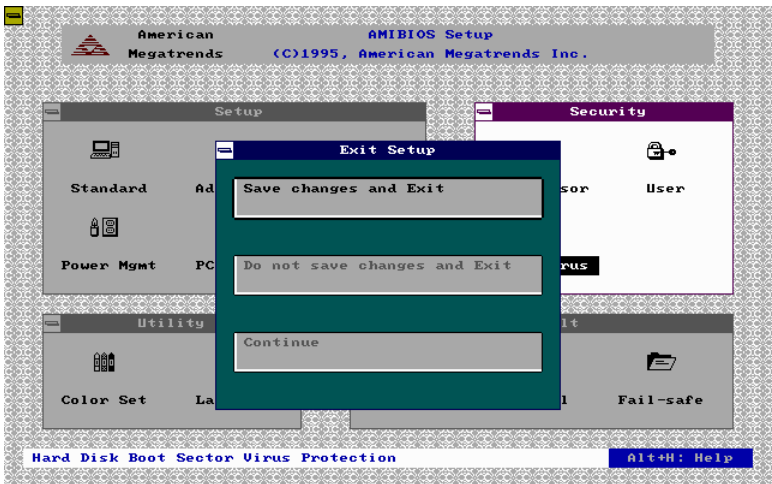 American AMIBIOS Setup
Megatrends (C)1995, American Megatrends Inc.
Setup Security
Exit Setup
Standard Ad Save changes and Exit sor User
Power Mgmt PC Do not save changes and Exit rus
Utility lt
Continue
Color Set La l Fail-safe
Hard Disk Boot Sector Virus Protection Alt+H: Help